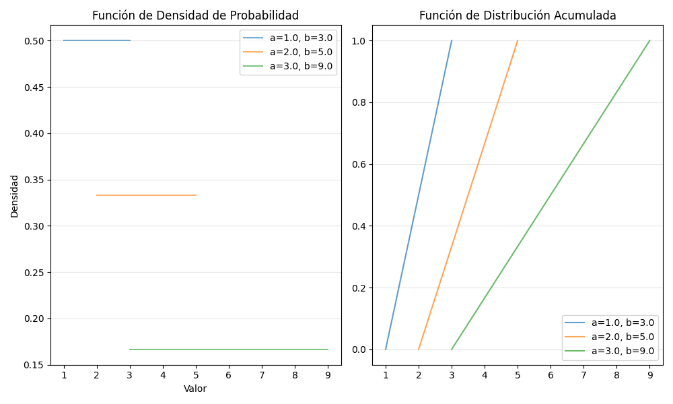 Función de Densidad de Probabilidad
a=1.0, b=3.0
a=2.0, b=5.0
a=3.0, b=9.0
Densidad
0.50
0.45
0.40
0.35
0.30
0.25
0.20
0.15
1 2 3 4 5 6 7 8 9
Valor
Función de Distribución Acumulada
1.0
0.8
0.6
0.4
0.2
0.0
a=1.0, b=3.0
a=2.0, b=5.0
a=3.0, b=9.0
1 2 3 4 5 6 7 8 9